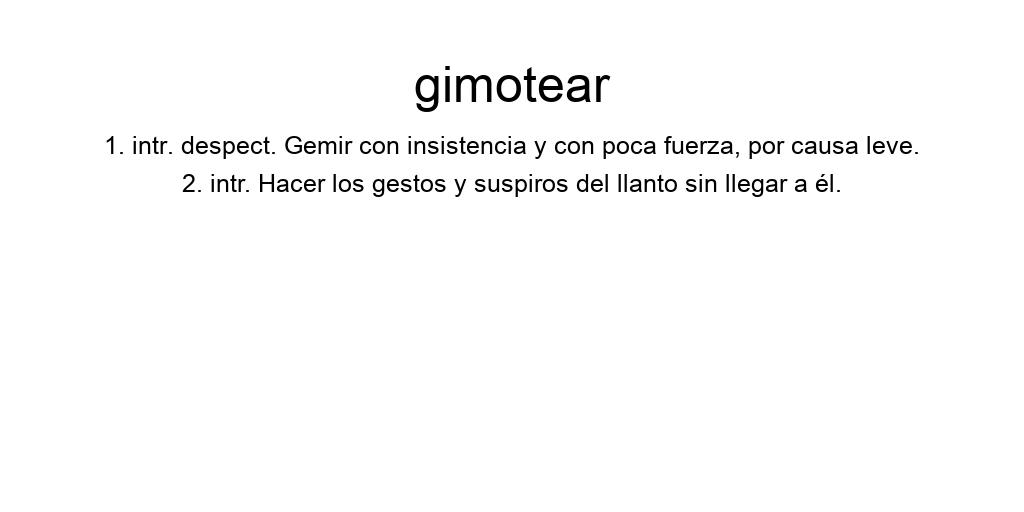 gimotear
1. intr. despect. Gemir con insistencia y con poca fuerza, por causa leve.
2. intr. Hacer los gestos y suspiros del llanto sin llegar a él.